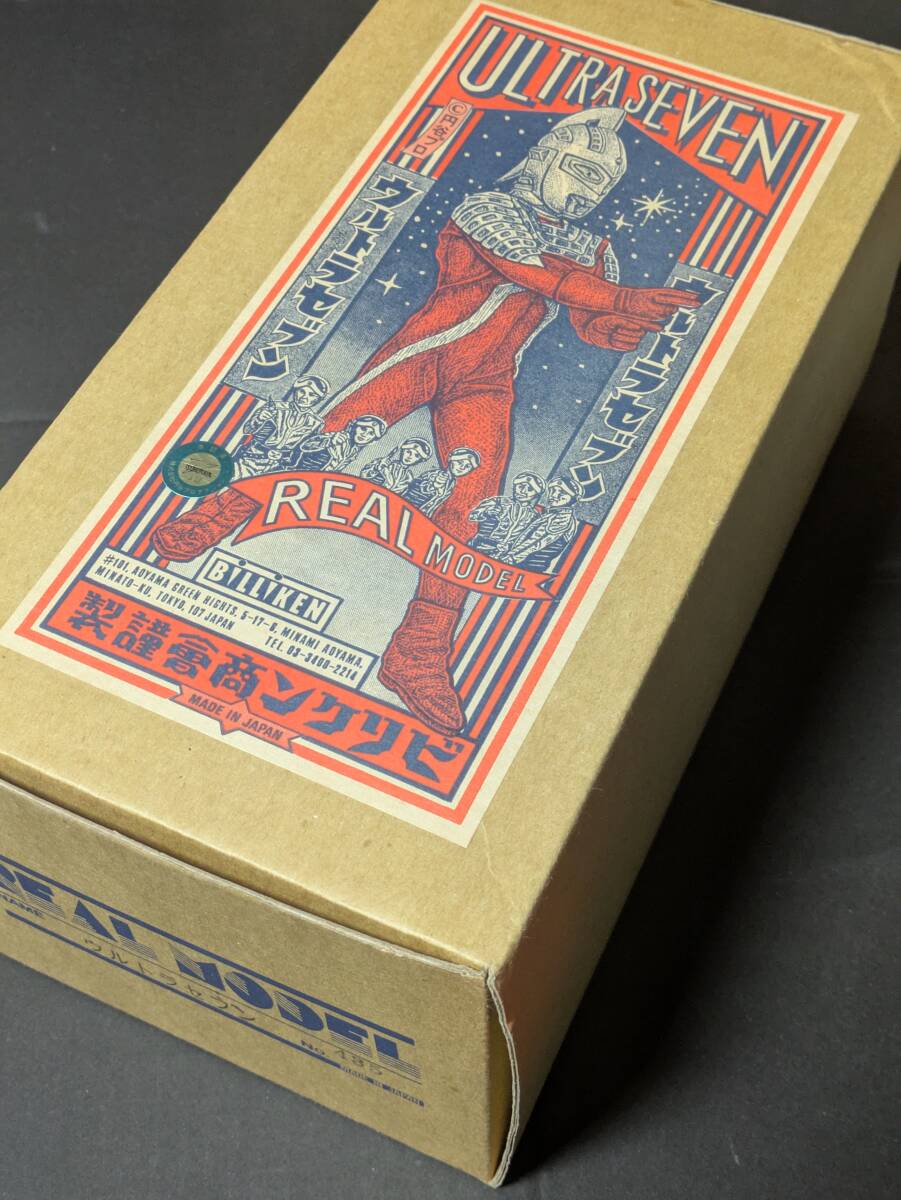 ULTRA SEVEN
©円谷プロ
ウルトラセブン
ウルトラセブン
REAL MODEL
BILLIKEN
#101, AOYAMA GREEN HIGHTS, 5-17-6, MINAMI AOYAMA,
MINATO-KU, TOKYO, 107 JAPAN
TEL. 03-3400-2214
製謹會商ンケリビ
MADE IN JAPAN
REAL MODEL
NAME
ウルトラセブン
No. 485
MADE IN JAPAN